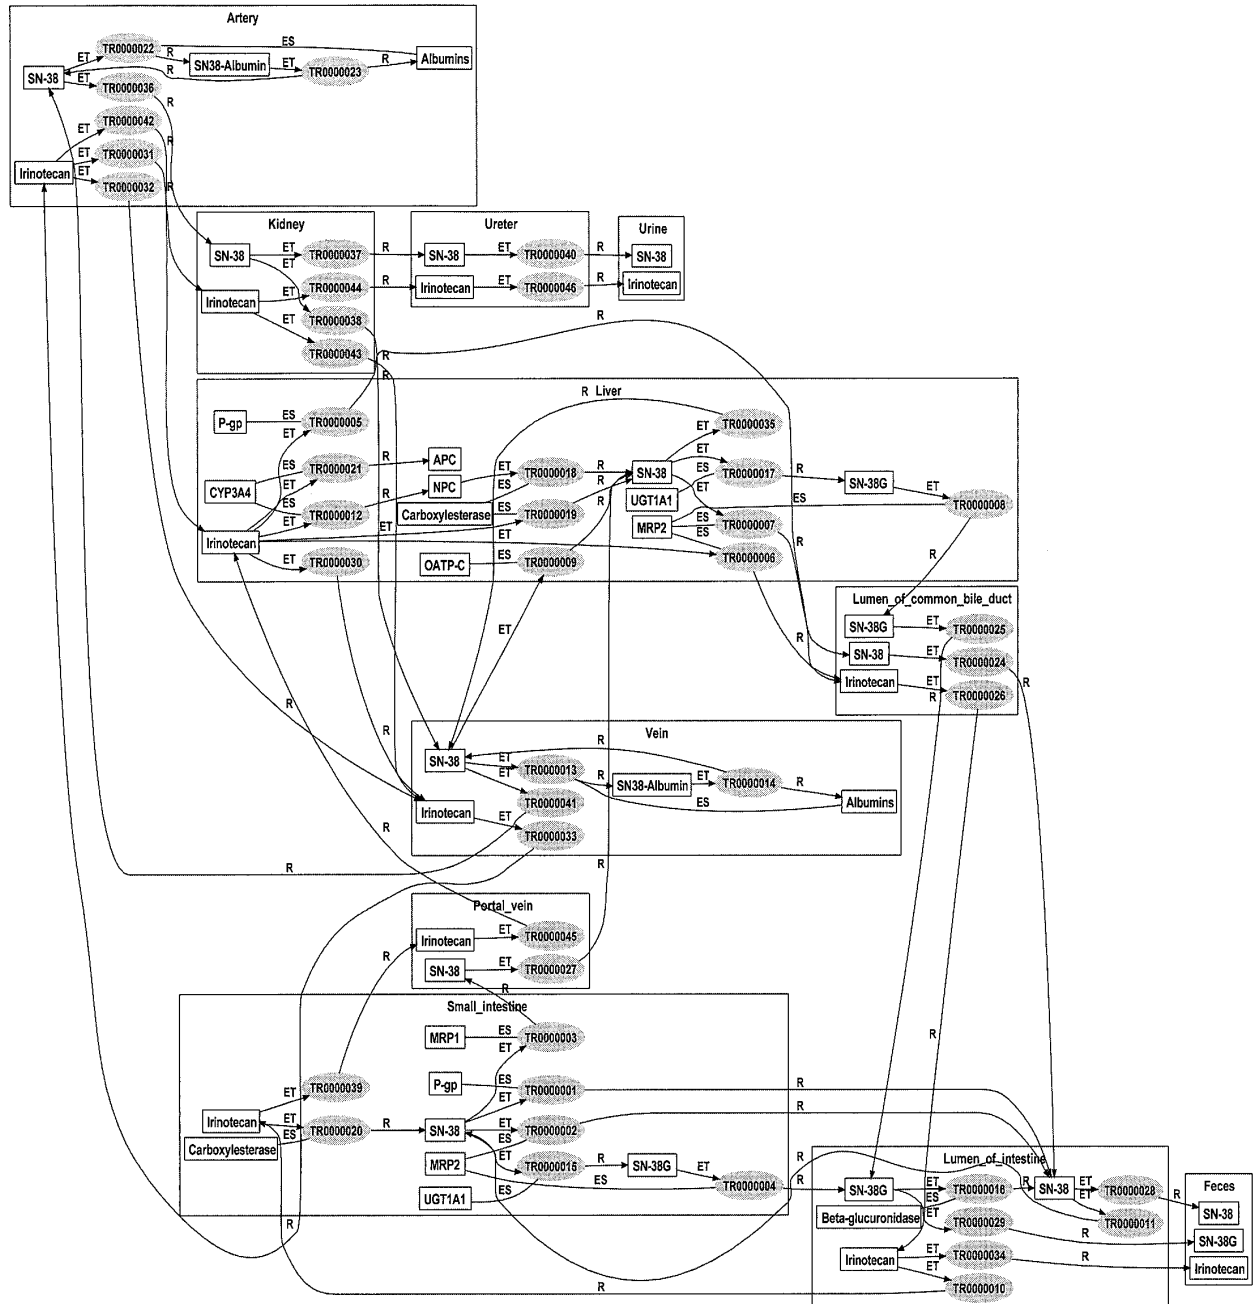 Artery
TR0000022
ES
ET
R
SN38-Albumin
ET
TR0000023
R
Albumins
SN-38
R
ET
TR0000036
R
TR0000042
ET
R
ET
TR0000031
Irinotecan
ET
TR0000032
R
Kidney
Ureter
Urine
SN-38
ET
TR0000037
R
SN-38
ET
TR0000040
R
SN-38
ET
Irinotecan
ET
TR0000044
R
Irinotecan
ET
TR0000046
R
Irinotecan
ET
TR0000038
R
TR0000043
R
R
R Liver
P-gp
ES
TR0000005
ET
TR0000035
ET
ES
TR0000021
R
APC
ET
CYP3A4
ET
NPC
ET
TR0000018
R
SN-38
ES
TR0000017
R
SN-38G
ET
ES
R
ES
R
ET
UGT1A1
ES
TR0000008
TR0000012
Carboxylesterase
ES
TR0000019
R
MRP2
ES
TR0000007
ET
ET
ES
R
Irinotecan
ET
TR0000006
ET
TR0000030
OATP-C
ES
TR0000009
R
Lumen_of_common_bile_duct
SN-38G
ET
TR0000025
ET
R
SN-38
ET
TR0000024
Irinotecan
ET
R
R
TR0000026
R
R
Vein
R
SN-38
ET
TR0000013
R
SN38-Albumin
ET
TR0000014
R
ET
Irinotecan
TR0000041
ES
Albumins
ET
TR0000033
R
R
R
Portal_vein
Irinotecan
ET
TR0000045
R
SN-38
ET
TR0000027
R
Small_intestine
MRP1
ES
TR0000003
ET
R
P-gp
ES
TR0000001
R
ET
TR0000039
ET
Irinotecan
ET
TR0000020
R
SN-38
ET
TR0000002
R
ES
ES
Carboxylesterase
MRP2
ET
TR0000015
R
SN-38G
ET
R
Lumen_of_intestine
ES
TR0000004
R
SN-38G
ET
TR0000016
R
SN-38
ET
TR0000028
R
Feces
UGT1A1
ES
ES
ET
SN-38
Beta-glucuronidase
ET
TR0000029
TR0000011
R
SN-38G
R
Irinotecan
ET
TR0000034
R
Irinotecan
ET
R
TR0000010